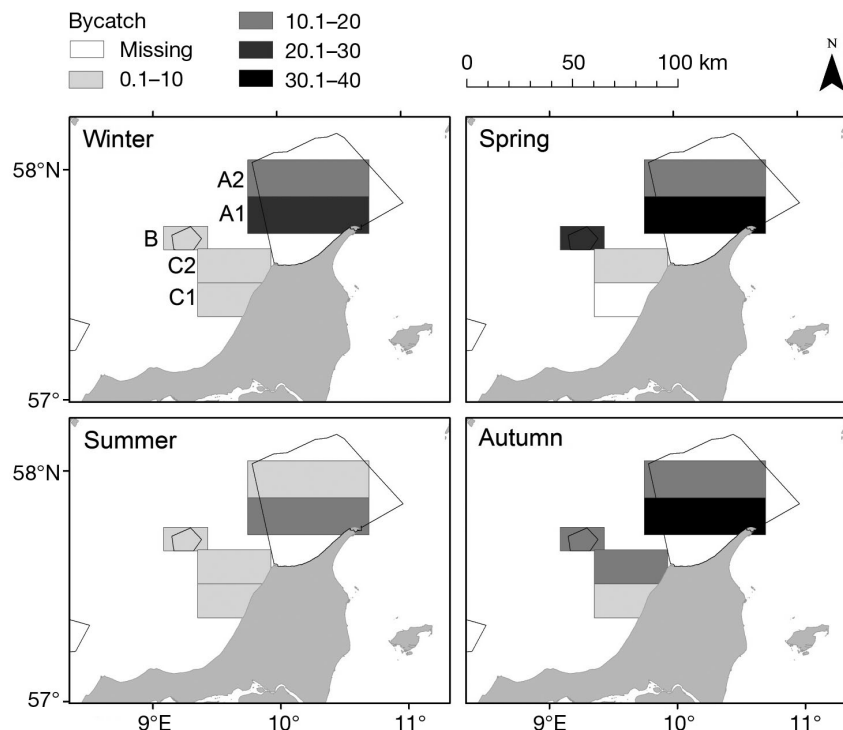 Bycatch
Missing
0.1–10
10.1–20
20.1–30
30.1–40
0 50 100 km
N
Winter
Spring
58°N
A2
A1
B
C2
C1
57°
Summer
Autumn
58°N
57°
9°E 10° 11°
9°E 10° 11°